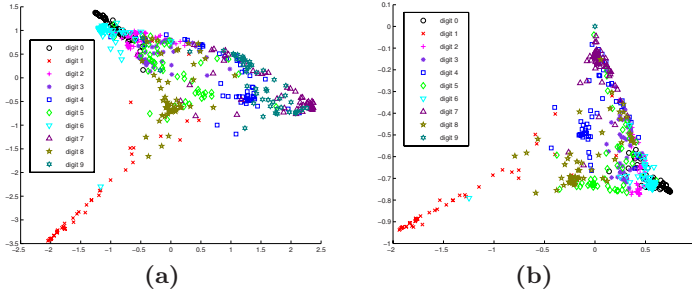 1.5
1
0.5
0
−0.5
−1
−1.5
−2
−2.5
−3
−3.5
−2.5 −2 −1.5 −1 −0.5 0 0.5 1 1.5 2 2.5
digit 0
digit 1
digit 2
digit 3
digit 4
digit 5
digit 6
digit 7
digit 8
digit 9
(a)
0
−0.1
−0.2
−0.3
−0.4
−0.5
−0.6
−0.7
−0.8
−0.9
−1
−2 −1.5 −1 −0.5 0 0.5
digit 0
digit 1
digit 2
digit 3
digit 4
digit 5
digit 6
digit 7
digit 8
digit 9
(b)